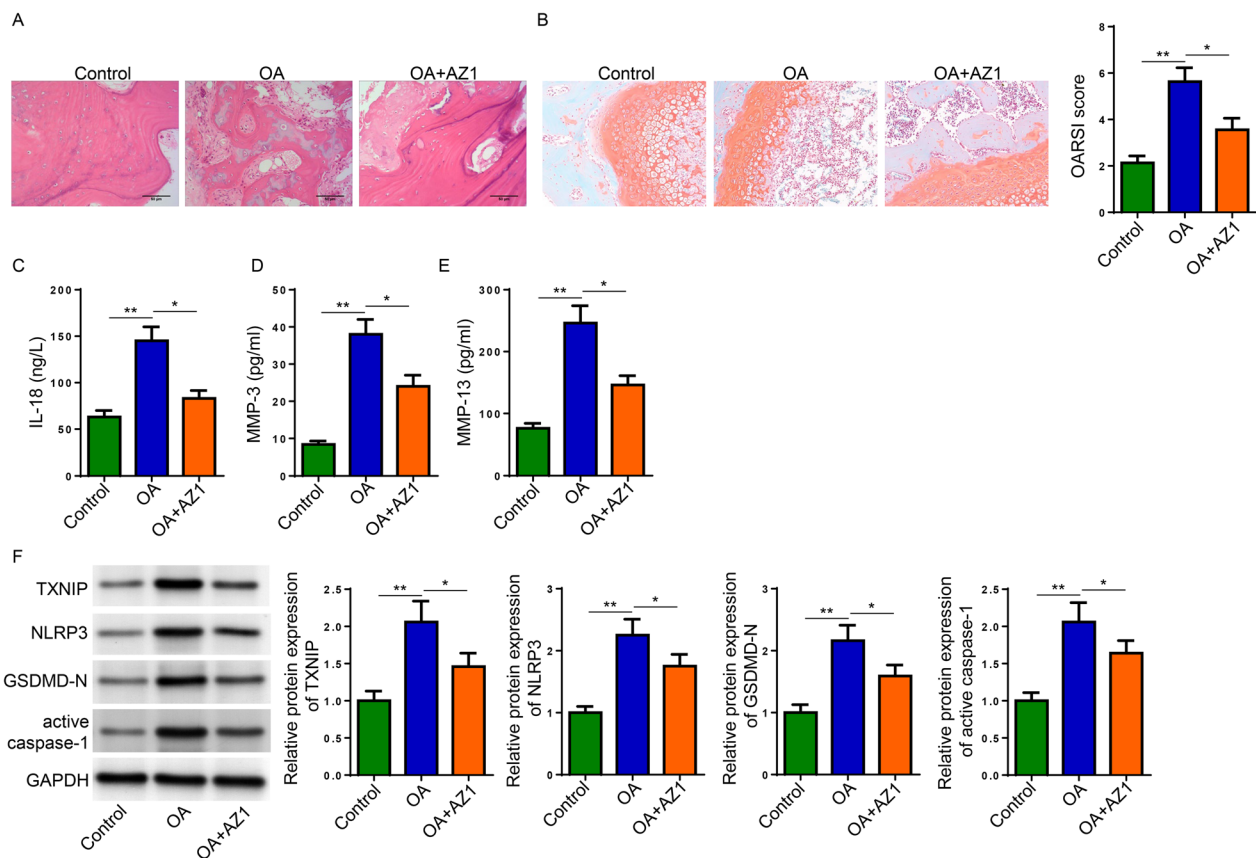 A
Control
OA
OA+AZ1
50 μm
50 μm
50 μm
B
Control
OA
OA+AZ1
OARSI score
8
6
4
2
0
**
*
Control
OA
OA+AZ1
C
IL-18 (ng/L)
200
150
100
50
0
**
*
Control
OA
OA+AZ1
D
MMP-3 (pg/ml)
50
40
30
20
10
0
**
*
Control
OA
OA+AZ1
E
MMP-13 (pg/ml)
300
200
100
0
**
*
Control
OA
OA+AZ1
F
TXNIP
NLRP3
GSDMD-N
active
caspase-1
GAPDH
Control
OA
OA+AZ1
Relative protein expression
of TXNIP
2.5
2.0
1.5
1.0
0.5
0.0
**
*
Control
OA
OA+AZ1
Relative protein expression
of NLRP3
3
2
1
0
**
*
Control
OA
OA+AZ1
Relative protein expression
of GSDMD-N
3
2
1
0
**
*
Control
OA
OA+AZ1
Relative protein expression
of active caspase-1
2.5
2.0
1.5
1.0
0.5
0.0
**
*
Control
OA
OA+AZ1